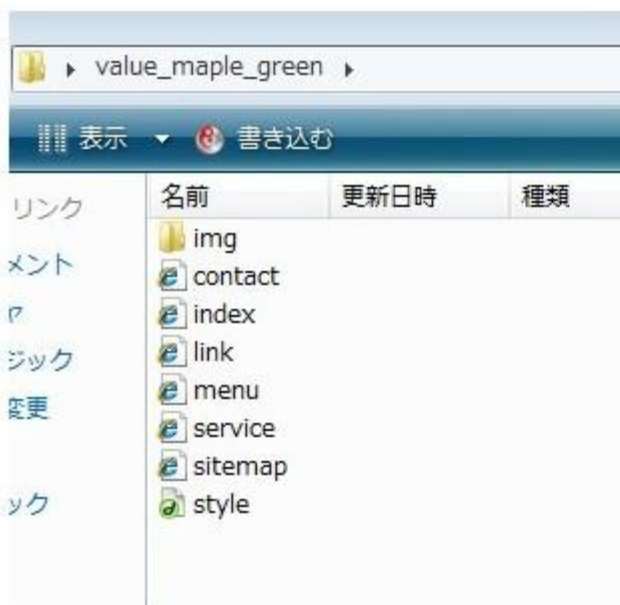 value_maple_green
表示 書き込む
リンク
メント
ャ
ジック
変更
ック
名前 更新日時 種類
img
contact
index
link
menu
service
sitemap
style